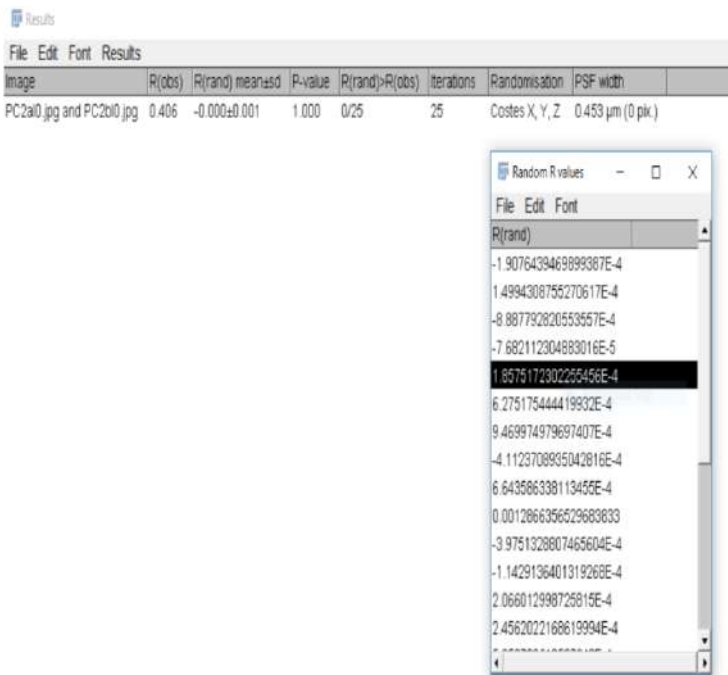 Results
File Edit Font Results
Image R(obs) R(rand) mean±sd P-value R(rand)>R(obs) Iterations Randomisation PSF width
PC2al0.jpg and PC2bl0.jpg 0.406 -0.000±0.001 1.000 0/25 25 Costes X, Y, Z 0.453 µm (0 pix.)
Random R values
File Edit Font
R(rand)
-1.9076439469899387E-4
1.4994308755270617E-4
-8.887792820553557E-4
-7.682112304883016E-5
1.8575172302255456E-4
6.275175444419932E-4
9.469974979697407E-4
-4.1123708935042816E-4
6.643586338113455E-4
0.0012866356529683833
-3.9751328807465604E-4
-1.1429136401319268E-4
2.066012998725815E-4
2.4562022168619994E-4